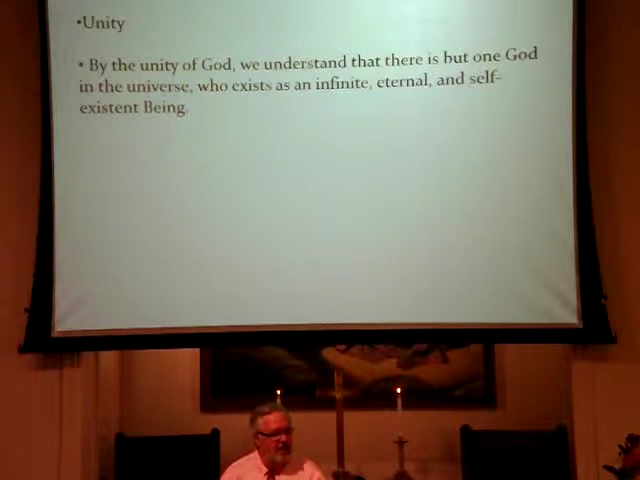 •Unity
• By the unity of God, we understand that there is but one God
in the universe, who exists as an infinite, eternal, and self-
existent Being.